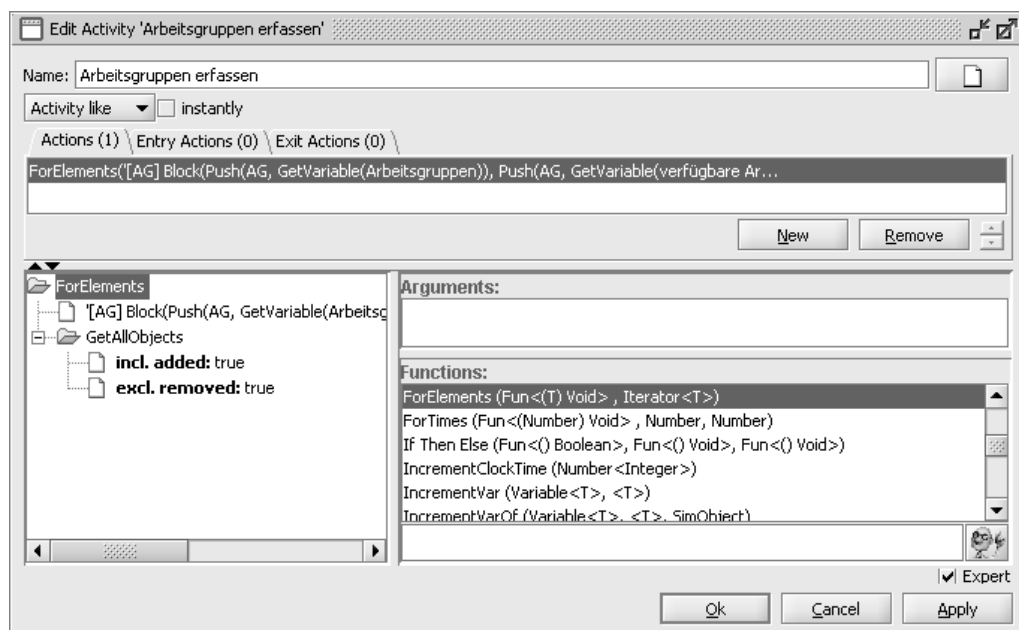 Edit Activity 'Arbeitsgruppen erfassen'
Name: Arbeitsgruppen erfassen
Activity like instantly
Actions (1) Entry Actions (0) Exit Actions (0)
ForElements('[AG] Block(Push(AG, GetVariable(Arbeitsgruppen)), Push(AG, GetVariable(verfügbare Ar...
New Remove
ForElements
'[AG] Block(Push(AG, GetVariable(Arbeitsg
GetAllObjects
incl. added: true
excl. removed: true
Arguments:
Functions:
ForElements (Fun<(T) Void> , Iterator<T>)
ForTimes (Fun<(Number) Void> , Number, Number)
If Then Else (Fun<() Boolean>, Fun<() Void>, Fun<() Void>)
IncrementClockTime (Number<Integer>)
IncrementVar (Variable<T>, <T>)
IncrementVarOf (Variable<T>, <T>, SimObject)
Expert
Ok Cancel Apply